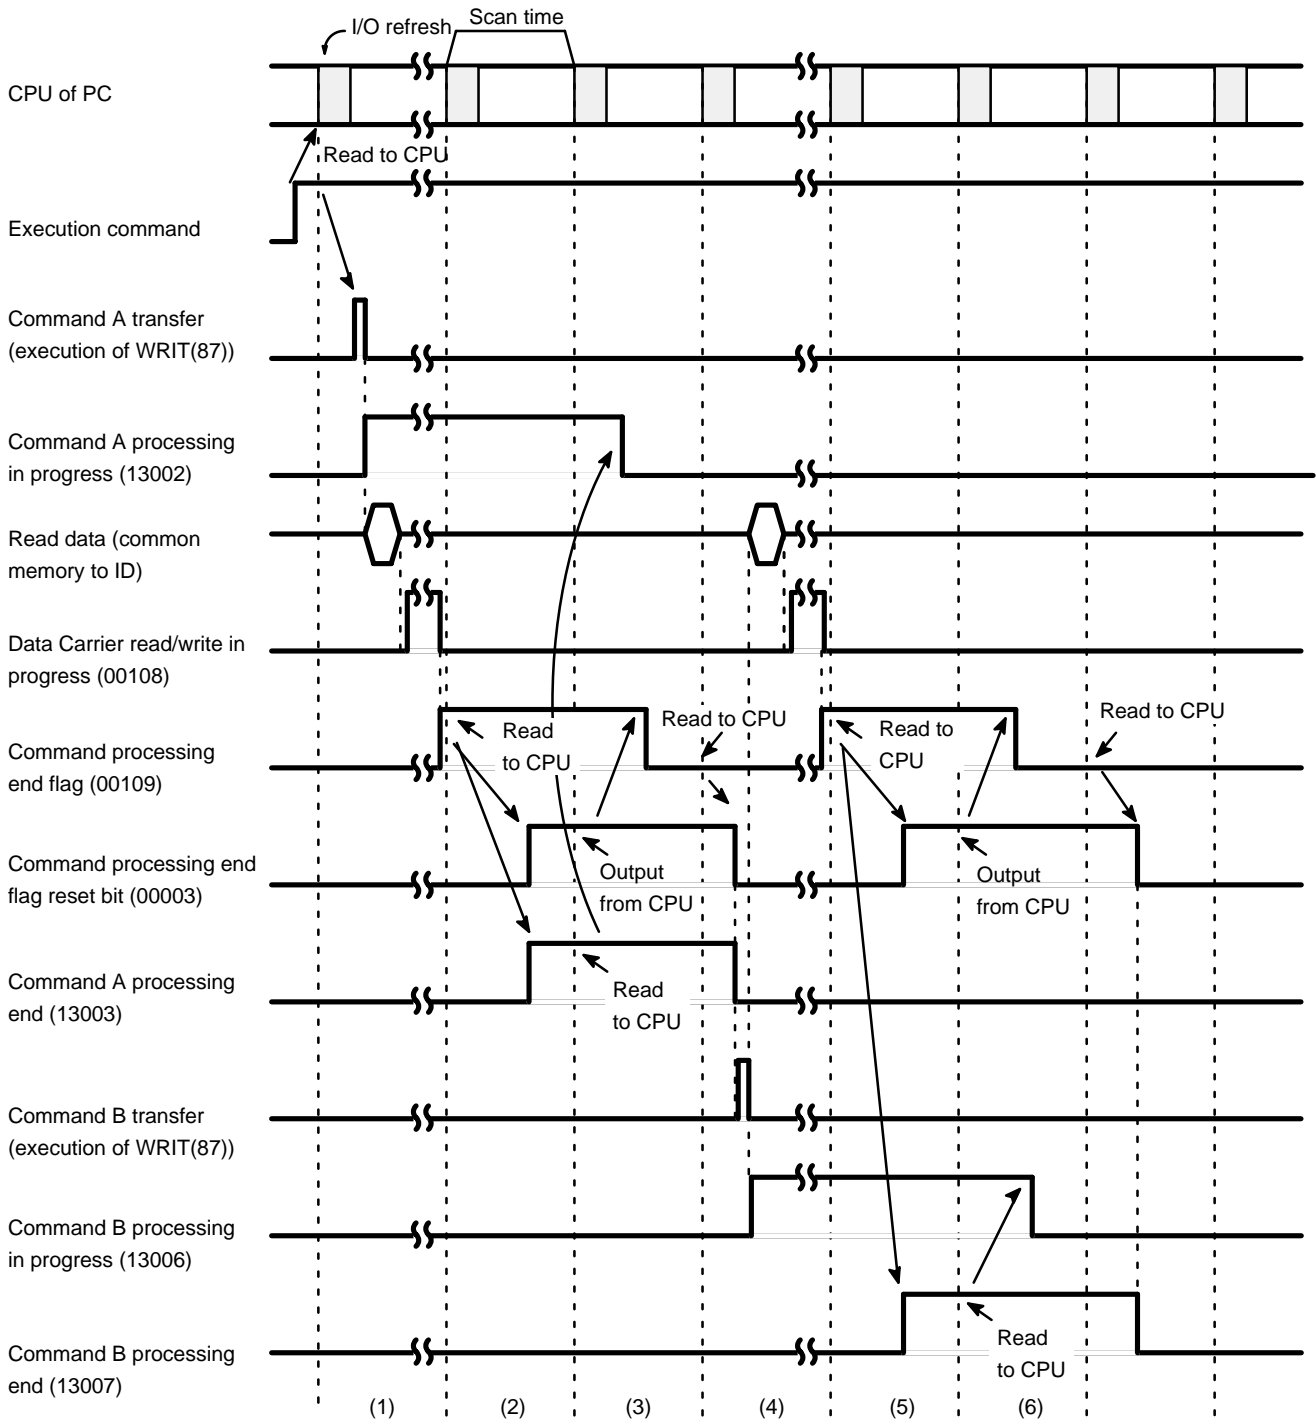 I/O refresh
Scan time
CPU of PC
Read to CPU
Execution command
Command A transfer
(execution of WRIT(87))
Command A processing
in progress (13002)
Read data (common
memory to ID)
Data Carrier read/write in
progress (00108)
Command processing
end flag (00109)
Read
to CPU
Read to CPU
Read to
CPU
Read to CPU
Command processing end
flag reset bit (00003)
Output
from CPU
Output
from CPU
Command A processing
end (13003)
Read
to CPU
Command B transfer
(execution of WRIT(87))
Command B processing
in progress (13006)
Command B processing
end (13007)
Read
to CPU
(1) (2) (3) (4) (5) (6)